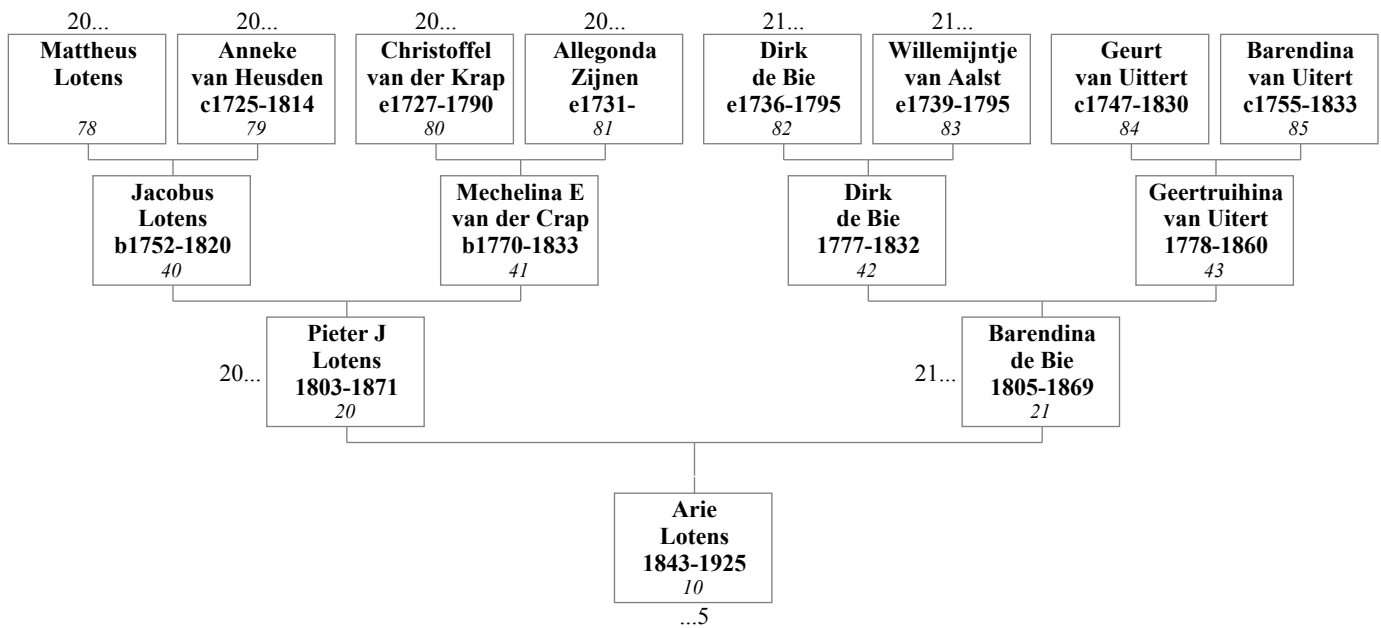 20...
20...
20...
20...
21...
21...
Mattheus
Lotens
78
Anneke
van Heusden
c1725-1814
79
Christoffel
van der Krap
e1727-1790
80
Allegonda
Zijnen
e1731-
81
Dirk
de Bie
e1736-1795
82
Willemijntje
van Aalst
e1739-1795
83
Geurt
van Uittert
c1747-1830
84
Barendina
van Uitert
c1755-1833
85
Jacobus
Lotens
b1752-1820
40
Mechelina E
van der Crap
b1770-1833
41
Dirk
de Bie
1777-1832
42
Geertruihina
van Uitert
1778-1860
43
20...
Pieter J
Lotens
1803-1871
20
21...
Barendina
de Bie
1805-1869
21
Arie
Lotens
1843-1925
10
...5